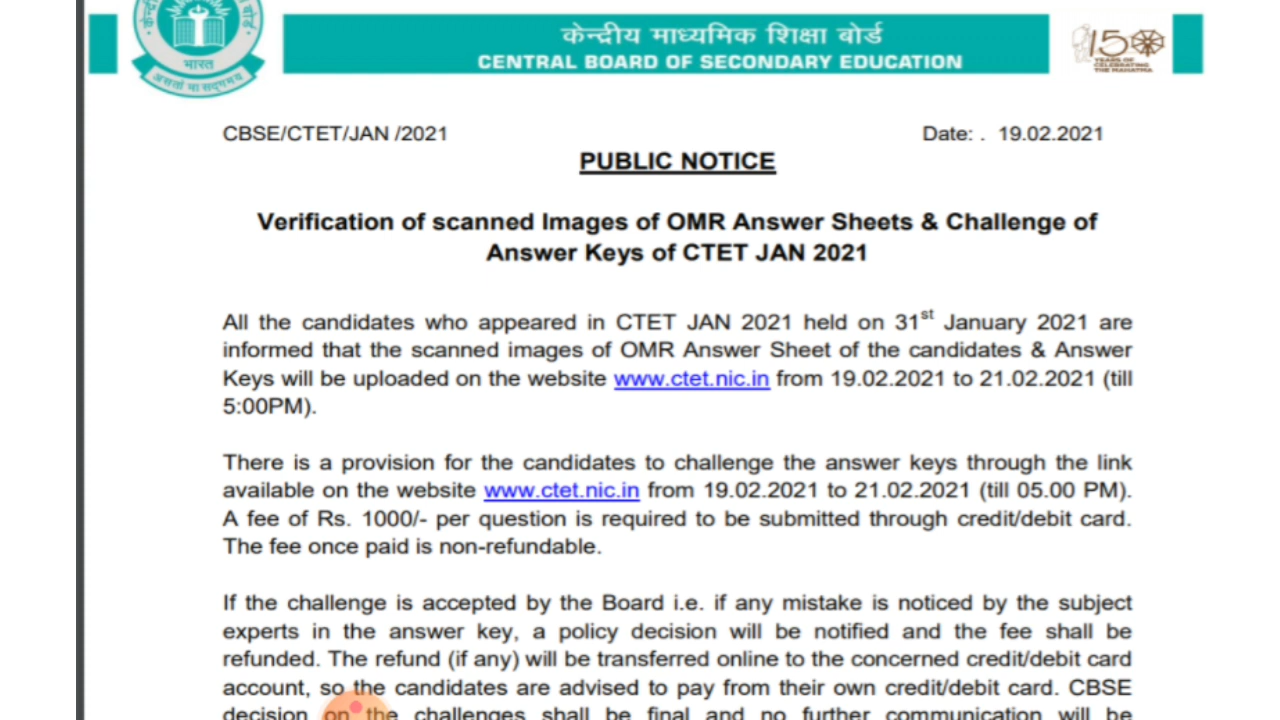 केन्द्रीय माध्यमिक शिक्षा बोर्ड
CENTRAL BOARD OF SECONDARY EDUCATION
भारत
असतो मा सद्गमय
150
YEARS OF
CELEBRATING
THE MAHATMA
CBSE/CTET/JAN /2021 Date: . 19.02.2021
PUBLIC NOTICE
Verification of scanned Images of OMR Answer Sheets & Challenge of
Answer Keys of CTET JAN 2021
All the candidates who appeared in CTET JAN 2021 held on 31st January 2021 are
informed that the scanned images of OMR Answer Sheet of the candidates & Answer
Keys will be uploaded on the website www.ctet.nic.in from 19.02.2021 to 21.02.2021 (till
5:00PM).
There is a provision for the candidates to challenge the answer keys through the link
available on the website www.ctet.nic.in from 19.02.2021 to 21.02.2021 (till 05.00 PM).
A fee of Rs. 1000/- per question is required to be submitted through credit/debit card.
The fee once paid is non-refundable.
If the challenge is accepted by the Board i.e. if any mistake is noticed by the subject
experts in the answer key, a policy decision will be notified and the fee shall be
refunded. The refund (if any) will be transferred online to the concerned credit/debit card
account, so the candidates are advised to pay from their own credit/debit card. CBSE
decision on the challenges shall be final and no further communication will be